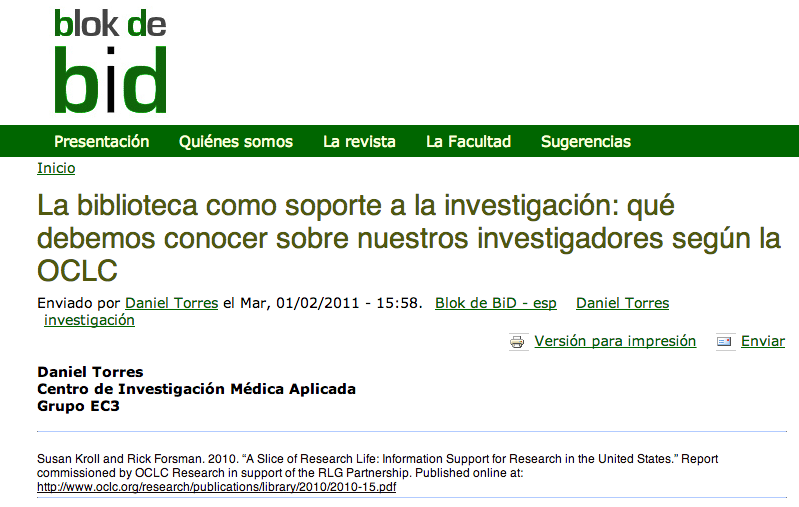 blok de
bid
Presentación Quiénes somos La revista La Facultad Sugerencias
Inicio
La biblioteca como soporte a la investigación: qué
debemos conocer sobre nuestros investigadores según la
OCLC
Enviado por Daniel Torres el Mar, 01/02/2011 - 15:58. Blok de BiD - esp Daniel Torres
investigación
Versión para impresión Enviar
Daniel Torres
Centro de Investigación Médica Aplicada
Grupo EC3
Susan Kroll and Rick Forsman. 2010. “A Slice of Research Life: Information Support for Research in the United States.” Report
commissioned by OCLC Research in support of the RLG Partnership. Published online at:
http://www.oclc.org/research/publications/library/2010/2010-15.pdf